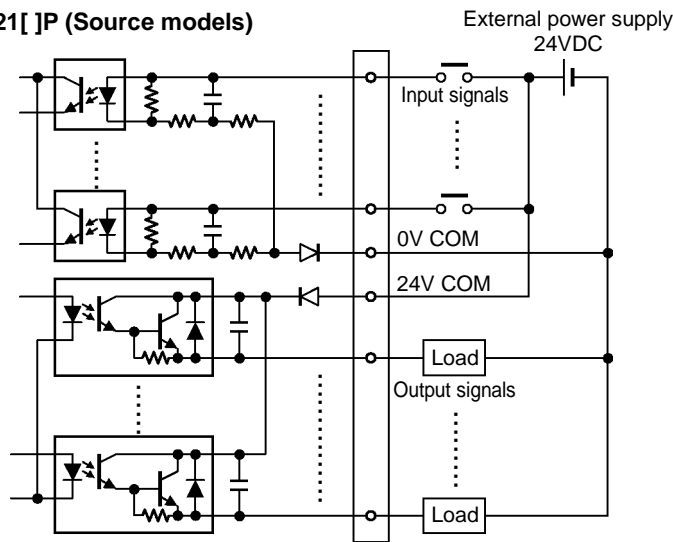 21[ ]P (Source models)
External power supply
24VDC
Input signals
0V COM
24V COM
Load
Output signals
Load